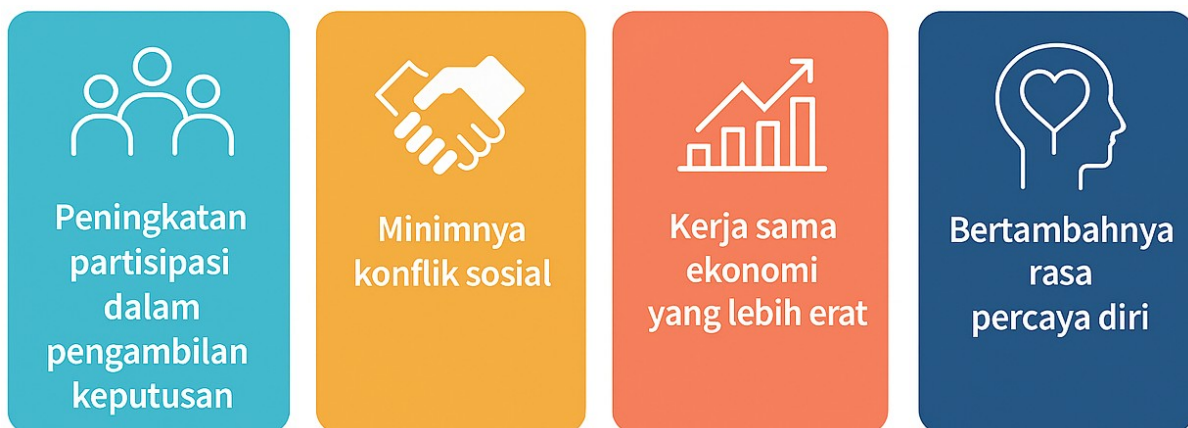 Peningkatan
partisipasi
dalam
pengambilan
keputusan
Minimnya
konflik sosial
Kerja sama
ekonomi
yang lebih erat
Bertambahnya
rasa
percaya diri